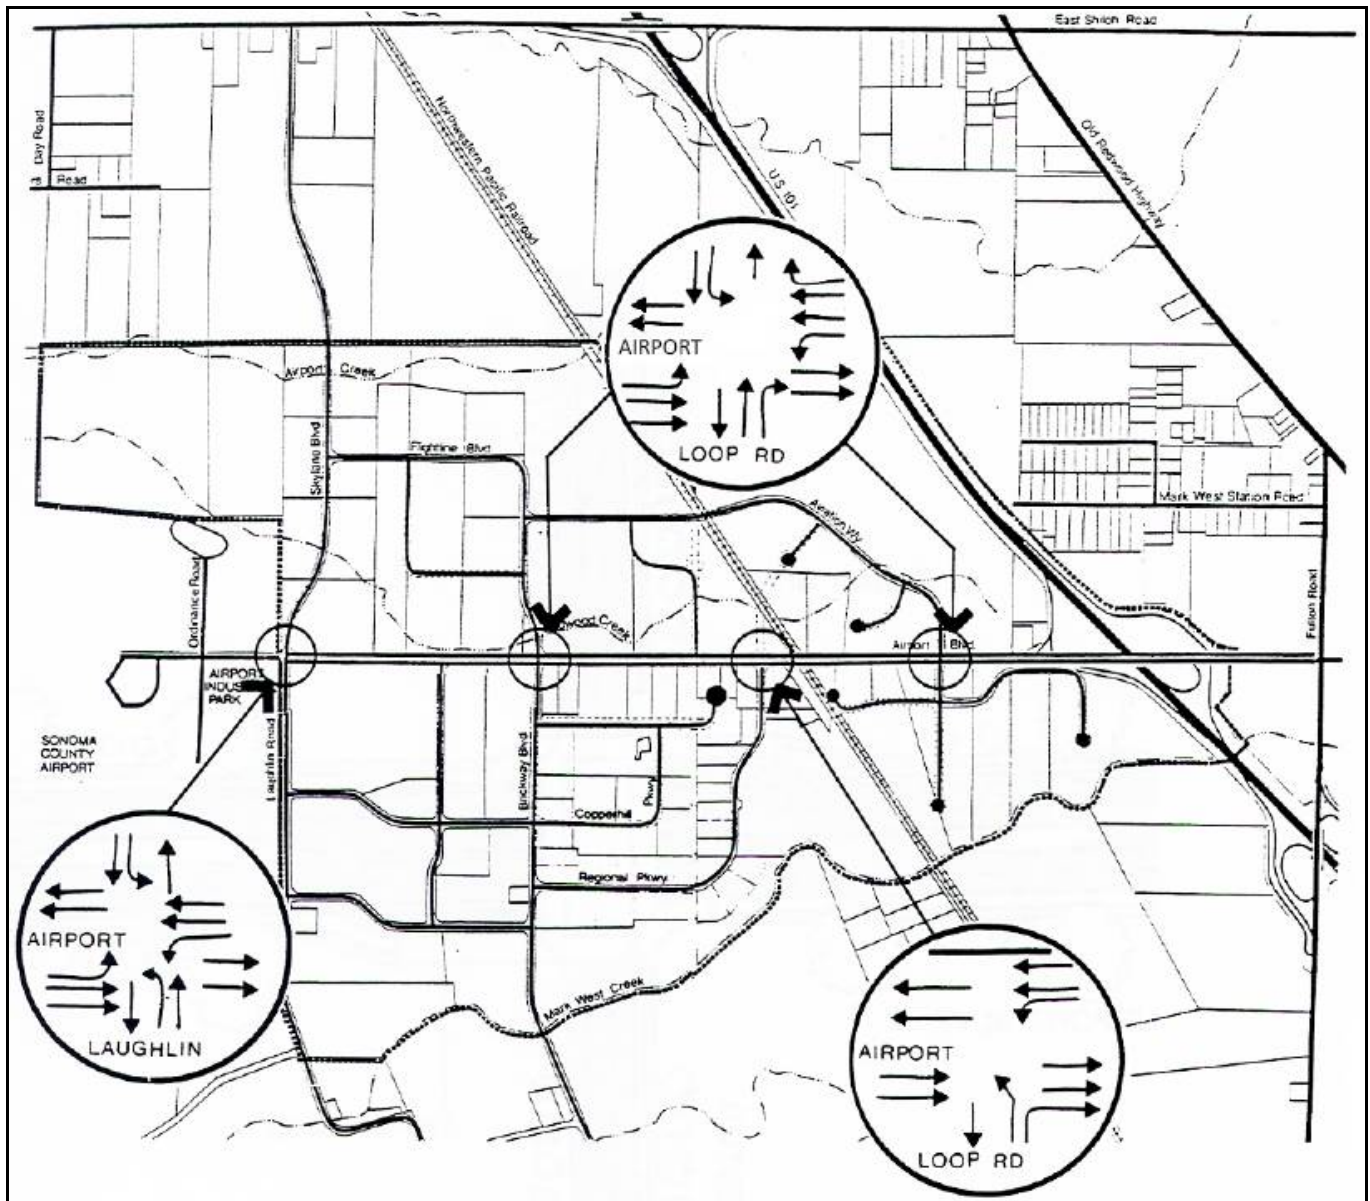 East Shiloh Road
Day Road
Road
Northwestern Pacific Railroad
U.S. 101
Old Redwood Highway
AIRPORT
LOOP RD
Airport Creek
Skylane Blvd
Flightline Blvd
Aviation Wy
Mark West Station Road
Ordinance Road
Fulton Road
Creek
Airport Blvd
AIRPORT
PARK
SONOMA
COUNTY
AIRPORT
Laughlin Road
Brickway Blvd
Copperhill
Pkwy
Regional Pkwy
Mark West Creek
AIRPORT
LAUGHLIN
AIRPORT
LOOP RD